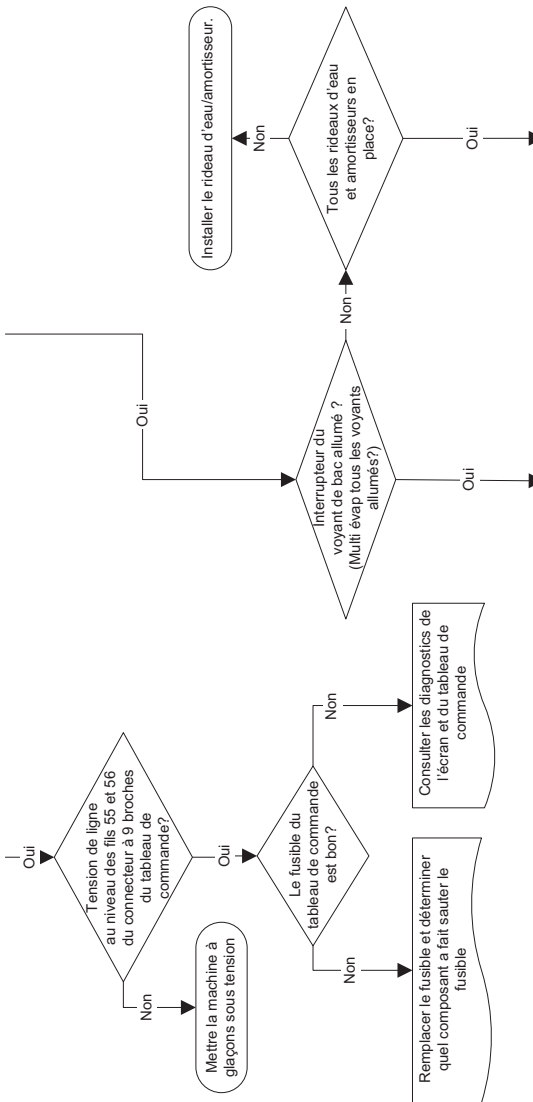 Oui
Tension de ligne
au niveau des fils 55 et 56
du connecteur à 9 broches
du tableau de
commande?
Non
Mettre la machine à
glaçons sous tension
Oui
Le fusible du
tableau de commande
est bon?
Non
Remplacer le fusible et déterminer
quel composant a fait sauter le
fusible
Non
Consulter les diagnostics de
l'écran et du tableau de
commande
Oui
Interrupteur du
voyant de bac allumé ?
(Multi évap tous les voyants
allumés?)
Oui
Non
Tous les rideaux d'eau
et amortisseurs en
place?
Non
Installer le rideau d'eau/amortisseur.
Oui